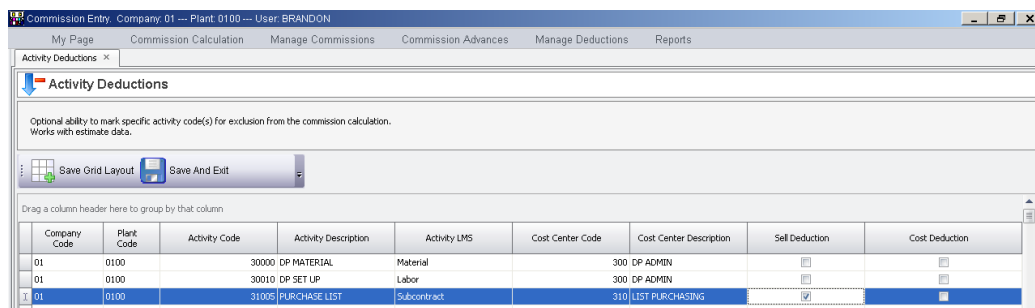 Commission Entry. Company: 01 --- Plant: 0100 --- User: BRANDON
My Page Commission Calculation Manage Commissions Commission Advances Manage Deductions Reports
Activity Deductions ×
Activity Deductions
Optional ability to mark specific activity code(s) for exclusion from the commission calculation.
Works with estimate data.
Save Grid Layout Save And Exit
Drag a column header here to group by that column
Company Code Plant Code Activity Code Activity Description Activity LMS Cost Center Code Cost Center Description Sell Deduction Cost Deduction
01 0100 30000 DP MATERIAL Material 300 DP ADMIN
01 0100 30010 DP SET UP Labor 300 DP ADMIN
01 0100 31005 PURCHASE LIST Subcontract 310 LIST PURCHASING